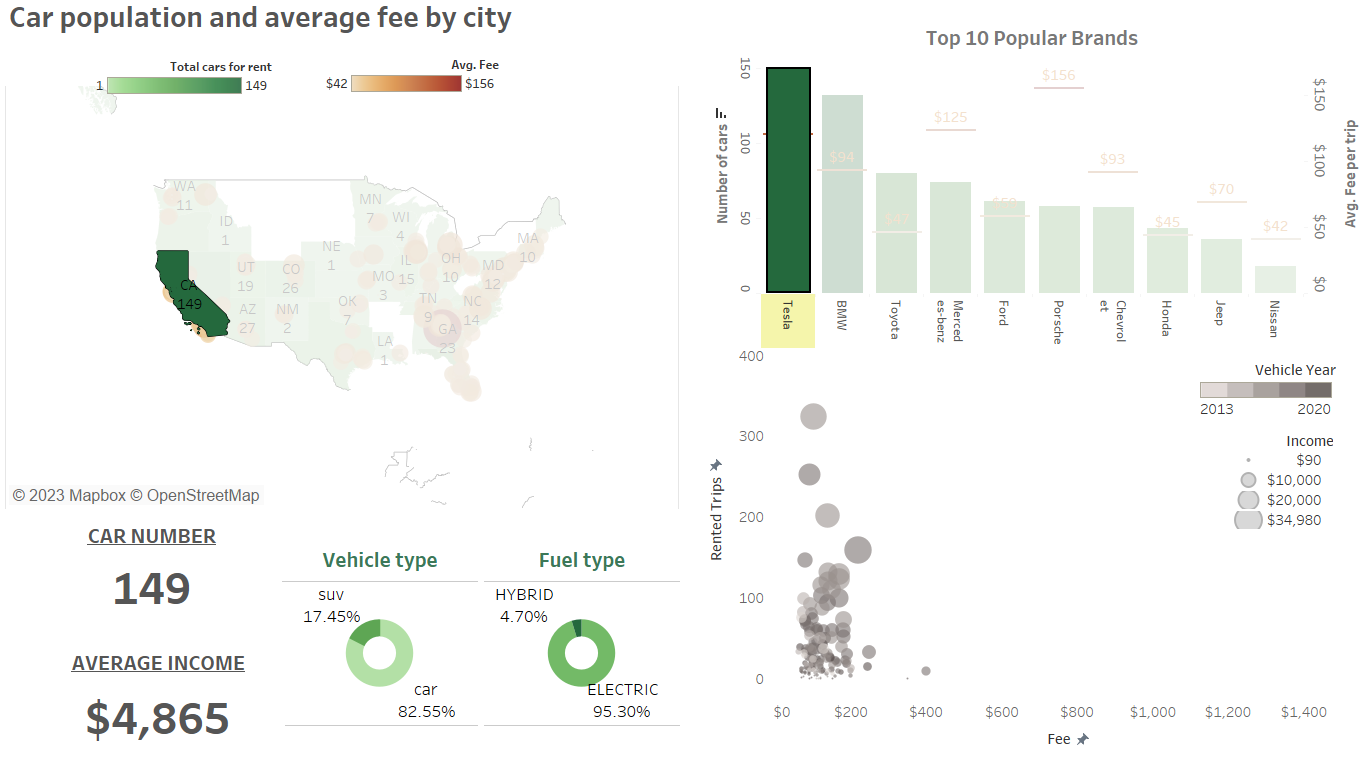 Car population and average fee by city
Total cars for rent
1
149
Avg. Fee
$42
$156
WA
11
ID
1
MN
7
WI
4
NE
1
MA
10
UT
19
CO
26
IL
15
OH
10
MD
12
MO
3
CA
149
AZ
27
NM
2
OK
7
TN
9
NC
14
LA
1
GA
23
© 2023 Mapbox © OpenStreetMap
CAR NUMBER
149
AVERAGE INCOME
$4,865
Vehicle type
suv
17.45%
car
82.55%
Fuel type
HYBRID
4.70%
ELECTRIC
95.30%
Top 10 Popular Brands
Number of cars
150
100
50
0
$94
$125
$156
$93
$45
$70
$42
Avg. Fee per trip
$150
$100
$50
$0
Tesla
BMW
Toyota
Merced
es-benz
Ford
Porsche
Chevrol
et
Honda
Jeep
Nissan
Vehicle Year
2013
2020
Income
$90
$10,000
$20,000
$34,980
Rented Trips
400
300
200
100
0
$0
$200
$400
$600
$800
$1,000
$1,200
$1,400
Fee